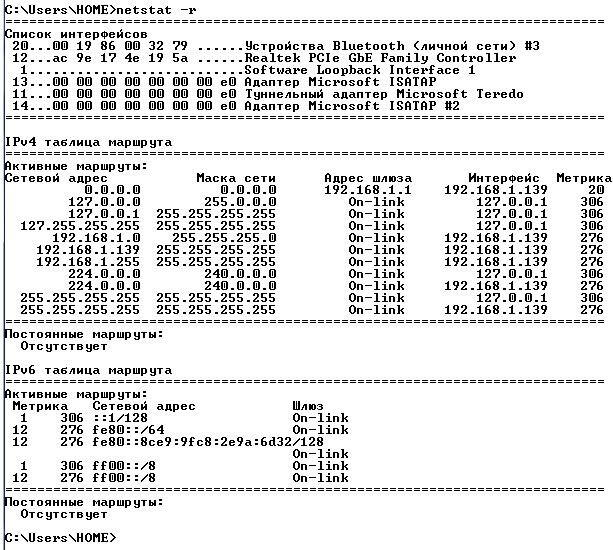 C:\Users\HOME>netstat -r
===========================================================================
Список интерфейсов
 20...00 19 86 00 32 79 ......Устройства Bluetooth (личной сети) #3
 12...ac 9e 17 4e 19 5a ......Realtek PCIe GbE Family Controller
  1...........................Software Loopback Interface 1
 13...00 00 00 00 00 00 00 e0 Адаптер Microsoft ISATAP
 11...00 00 00 00 00 00 00 e0 Туннельный адаптер Microsoft Teredo
 14...00 00 00 00 00 00 00 e0 Адаптер Microsoft ISATAP #2
===========================================================================
IPv4 таблица маршрута
===========================================================================
Активные маршруты:
Сетевой адрес           Маска сети      Адрес шлюза       Интерфейс  Метрика
          0.0.0.0          0.0.0.0      192.168.1.1    192.168.1.139     20
        127.0.0.0        255.0.0.0         On-link         127.0.0.1    306
        127.0.0.1  255.255.255.255         On-link         127.0.0.1    306
  127.255.255.255  255.255.255.255         On-link         127.0.0.1    306
      192.168.1.0    255.255.255.0         On-link     192.168.1.139    276
    192.168.1.139  255.255.255.255         On-link     192.168.1.139    276
    192.168.1.255  255.255.255.255         On-link     192.168.1.139    276
        224.0.0.0        240.0.0.0         On-link         127.0.0.1    306
        224.0.0.0        240.0.0.0         On-link     192.168.1.139    276
  255.255.255.255  255.255.255.255         On-link         127.0.0.1    306
  255.255.255.255  255.255.255.255         On-link     192.168.1.139    276
===========================================================================
Постоянные маршруты:
  Отсутствует
IPv6 таблица маршрута
===========================================================================
Активные маршруты:
 Метрика   Сетевой адрес            Шлюз
  1    306 ::1/128                  On-link
 12    276 fe80::/64                On-link
 12    276 fe80::8ce9:9fc8:2e9a:6d32/128
                                    On-link
  1    306 ff00::/8                 On-link
 12    276 ff00::/8                 On-link
===========================================================================
Постоянные маршруты:
  Отсутствует
C:\Users\HOME>